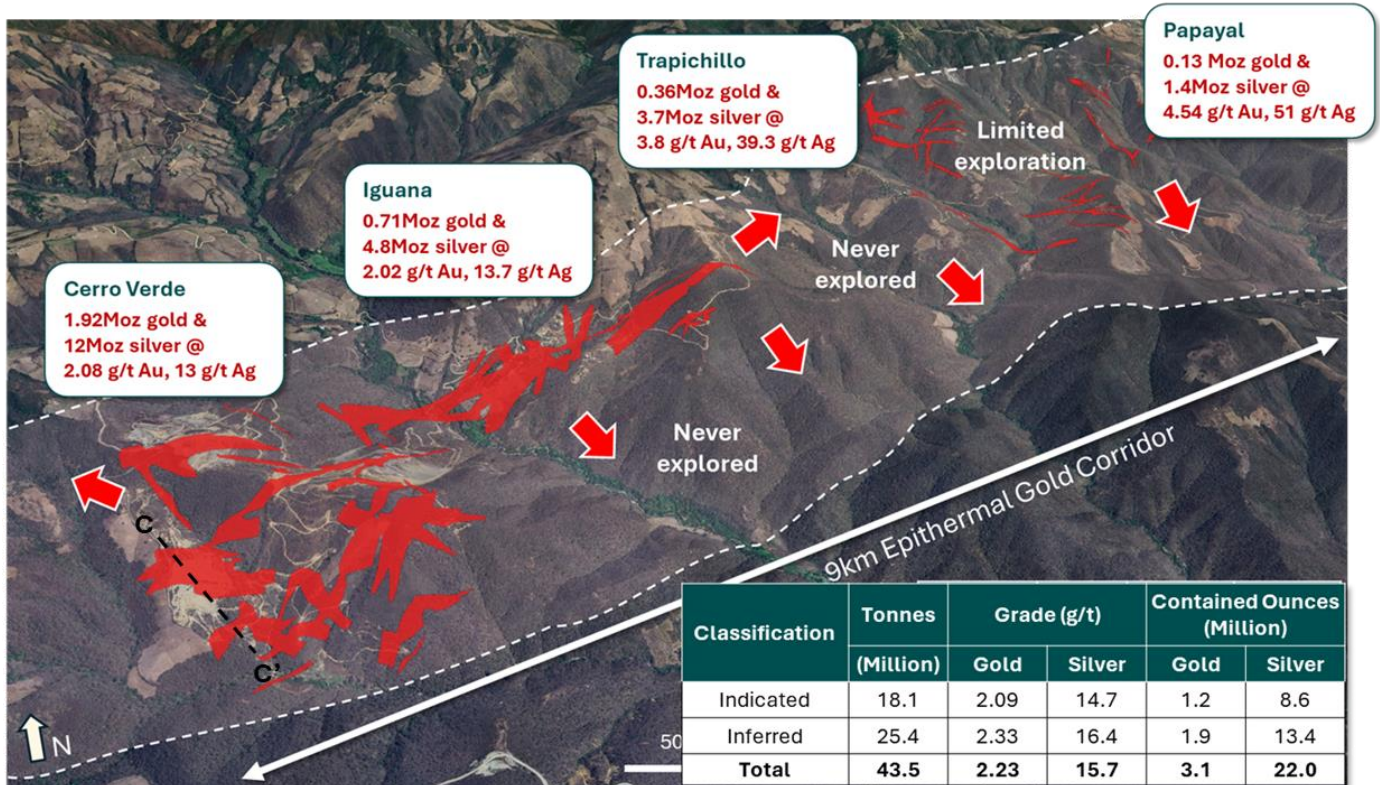 Papayal
0.13 Moz gold &
1.4Moz silver @
4.54 g/t Au, 51 g/t Ag
Trapichillo
0.36Moz gold &
3.7Moz silver @
3.8 g/t Au, 39.3 g/t Ag
Limited
exploration
Iguana
0.71Moz gold &
4.8Moz silver @
2.02 g/t Au, 13.7 g/t Ag
Never
explored
Cerro Verde
1.92Moz gold &
12Moz silver @
2.08 g/t Au, 13 g/t Ag
Never
explored
C
C'
9km Epithermal Gold Corridor
N
50
Classification Tonnes Grade (g/t) Contained Ounces
(Million)
(Million) Gold Silver Gold Silver
Indicated 18.1 2.09 14.7 1.2 8.6
Inferred 25.4 2.33 16.4 1.9 13.4
Total 43.5 2.23 15.7 3.1 22.0